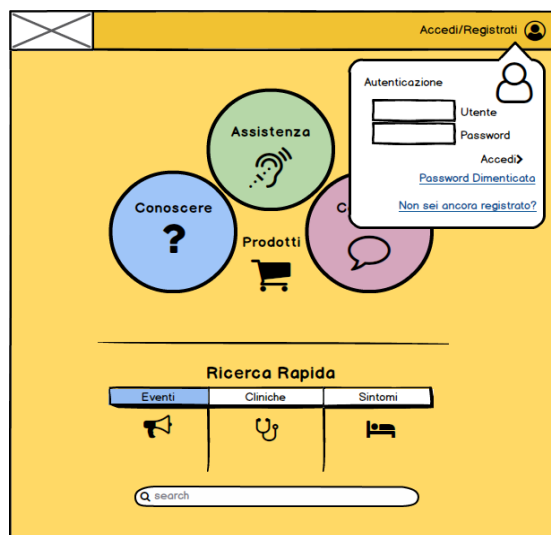 Accedi/Registrati
Autenticazione
Utente
Password
Accedi
Password Dimenticata
Non sei ancora registrato?
Assistenza
Conoscere
Prodotti
Ricerca Rapida
Eventi Cliniche Sintomi
search